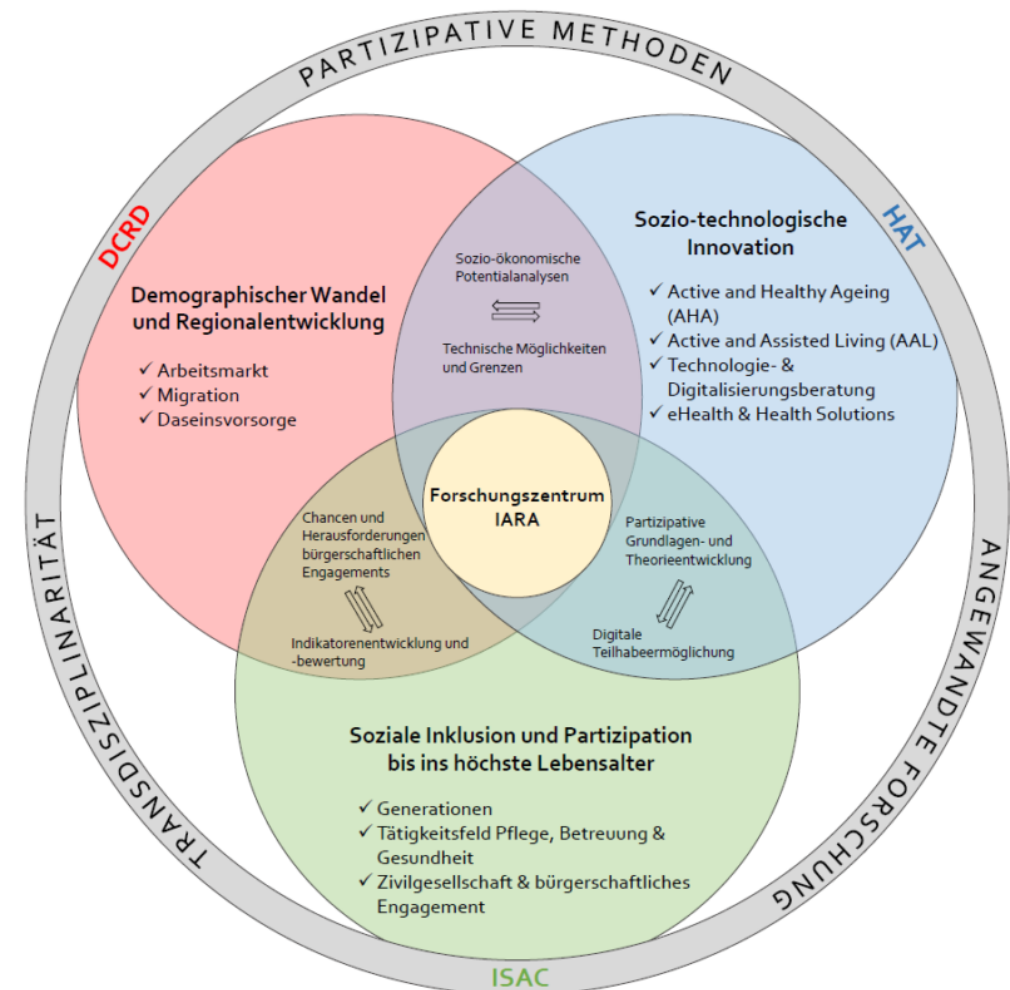 PARTIZIPATIVE METHODEN
DCRD
HAT
Sozio-technologische
Innovation
✓ Active and Healthy Ageing
(AHA)
✓ Active and Assisted Living (AAL)
✓ Technologie- &
Digitalisierungsberatung
✓ eHealth & Health Solutions
Sozio-ökonomische
Potentialanalysen
Technische Möglichkeiten
und Grenzen
Demographischer Wandel
und Regionalentwicklung
✓ Arbeitsmarkt
✓ Migration
✓ Daseinsvorsorge
Forschungszentrum
IARA
Chancen und
Herausforderungen
bürgerschaftlichen
Engagements
Indikatorenentwicklung und
-bewertung
Partizipative
Grundlagen- und
Theorieentwicklung
Digitale
Teilhabeermöglichung
TRANSDISZIPLINARITÄT
ANGEWANDTE FORSCHUNG
Soziale Inklusion und Partizipation
bis ins höchste Lebensalter
✓ Generationen
✓ Tätigkeitsfeld Pflege, Betreuung &
Gesundheit
✓ Zivilgesellschaft & bürgerschaftliches
Engagement
ISAC